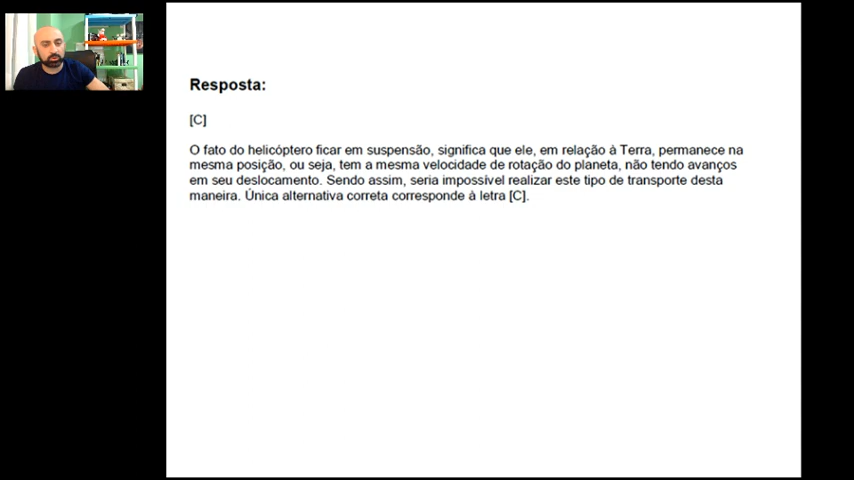 Resposta:
[C]
O fato do helicóptero ficar em suspensão, significa que ele, em relação à Terra, permanece na
mesma posição, ou seja, tem a mesma velocidade de rotação do planeta, não tendo avanços
em seu deslocamento. Sendo assim, seria impossível realizar este tipo de transporte desta
maneira. Única alternativa correta corresponde à letra [C].